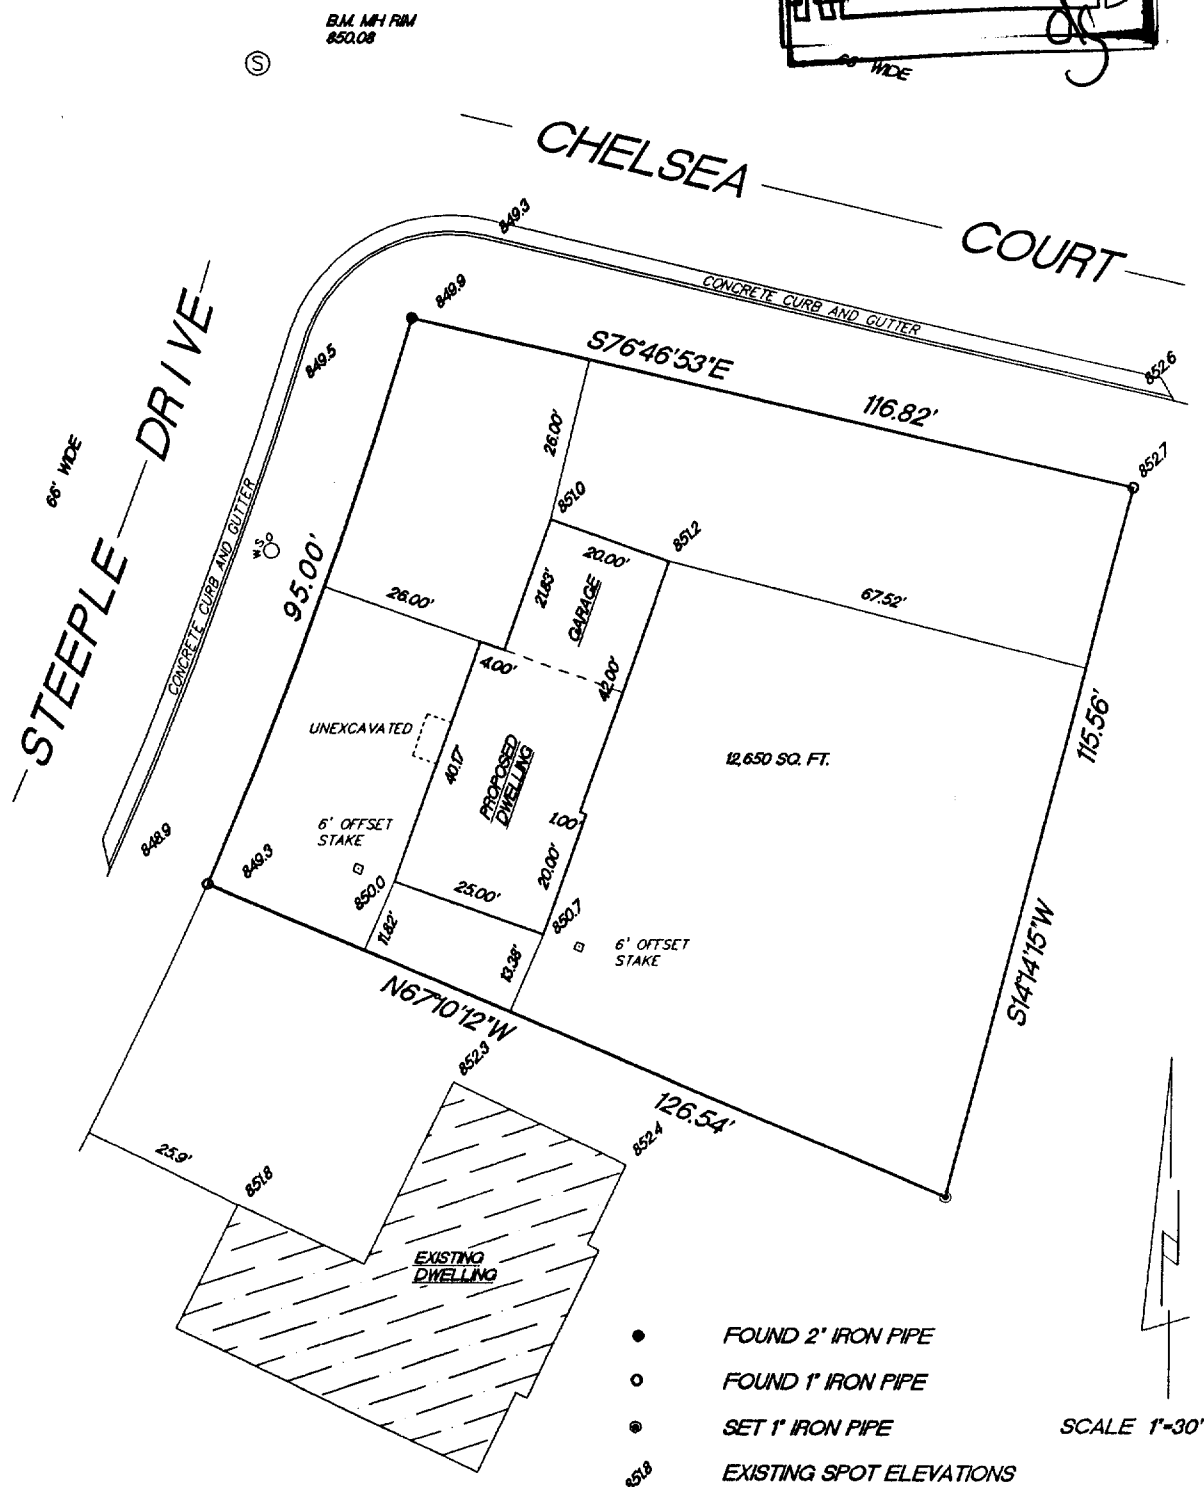 B.M. MH RIM
850.08
S
66' WIDE
CHELSEA COURT
849.3
849.9
CONCRETE CURB AND GUTTER
852.6
849.5
S76°46'53"E
116.82'
852.7
STEEPLE DRIVE
66' WIDE
CONCRETE CURB AND GUTTER
W.S.O
95.00'
26.00'
851.0
851.2
20.00'
21.83'
GARAGE
67.52'
26.00'
4.00'
42.00'
UNEXCAVATED
40.17'
PROPOSED
DWELLING
12,650 SQ. FT.
115.56'
1.00'
6' OFFSET
STAKE
848.9
849.3
850.0
25.00'
20.00'
850.7
11.82'
13.38'
6' OFFSET
STAKE
S14°14'15"W
N67°10'12"W
852.3
126.54'
852.4
25.9'
851.8
EXISTING
DWELLING
N
FOUND 2" IRON PIPE
FOUND 1" IRON PIPE
SET 1" IRON PIPE
SCALE 1"=30'
851.8 EXISTING SPOT ELEVATIONS